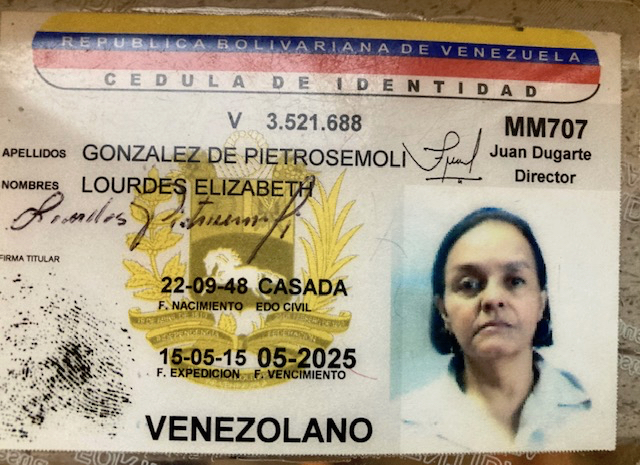 REPUBLICA BOLIVARIANA DE VENEZUELA
CEDULA DE IDENTIDAD
V 3.521.688
MM707
APELLIDOS GONZALEZ DE PIETROSEMOLI
Juan Dugarte
Director
NOMBRES LOURDES ELIZABETH
FIRMA TITULAR
22-09-48 CASADA
F. NACIMIENTO EDO CIVIL
INDEPENDENCIA FEDERACION
15-05-15 05-2025
F. EXPEDICION F. VENCIMIENTO
VENEZOLANO